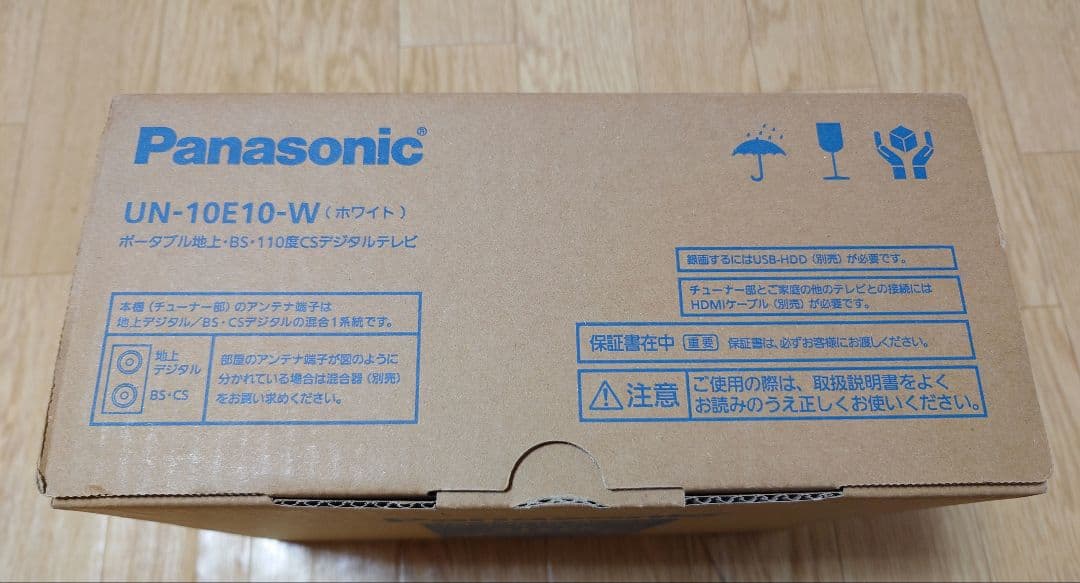 Panasonic®
UN-10E10-W(ホワイト)
ポータブル地上・BS・110度CSデジタルテレビ
本機(チューナー部)のアンテナ端子は
地上デジタル/BS・CSデジタルの混合1系統です。
地上
デジタル
BS・CS
部屋のアンテナ端子が図のように
分かれている場合は混合器(別売)
をお買い求めください。
録画するにはUSB-HDD(別売)が必要です。
チューナー部とご家庭の他のテレビとの接続には
HDMIケーブル(別売)が必要です。
保証書在中 重要 保証書は、必ずお客様にお渡しください。
注意
ご使用の際は、取扱説明書をよく
お読みのうえ正しくお使いください。